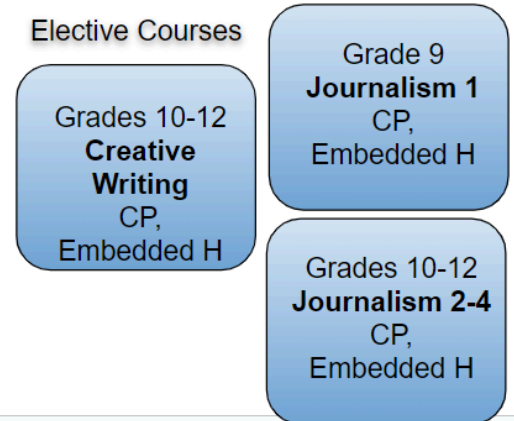 Elective Courses
Grades 10-12
Creative
Writing
CP,
Embedded H
Grade 9
Journalism 1
CP,
Embedded H
Grades 10-12
Journalism 2-4
CP,
Embedded H